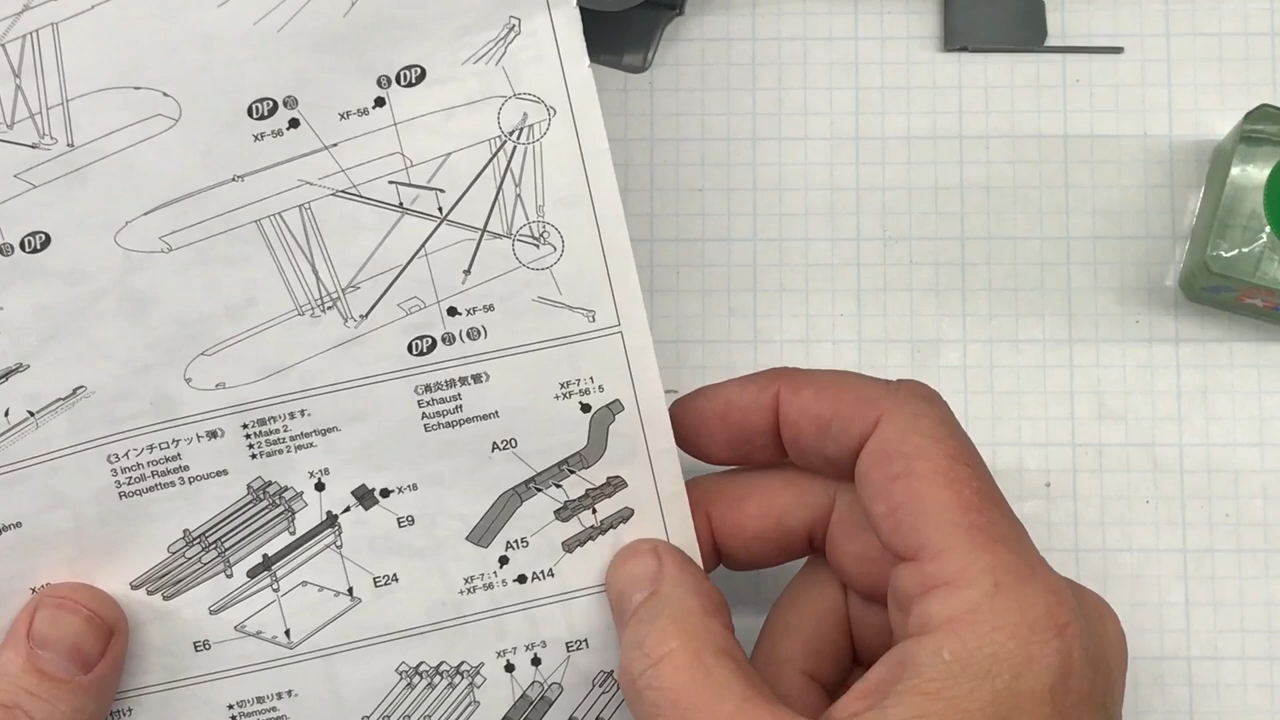 8 DP
DP 20
XF-56
XF-56
19 DP
XF-56
DP 21 (18)
《消炎排気管》
Exhaust
Auspuff
Echappement
XF-7 : 1
+XF-56 : 5
A20
A15
XF-7 : 1
+XF-56 : 5
A14
《3インチロケット弾》
3 inch rocket
3-Zoll-Rakete
Roquettes 3 pouces
★2個作ります。
★Make 2.
★2 Satz anfertigen.
★Faire 2 jeux.
X-18
X-18
E9
E24
E6
XF-7
XF-3
E21
★切り取ります。
★Remove.